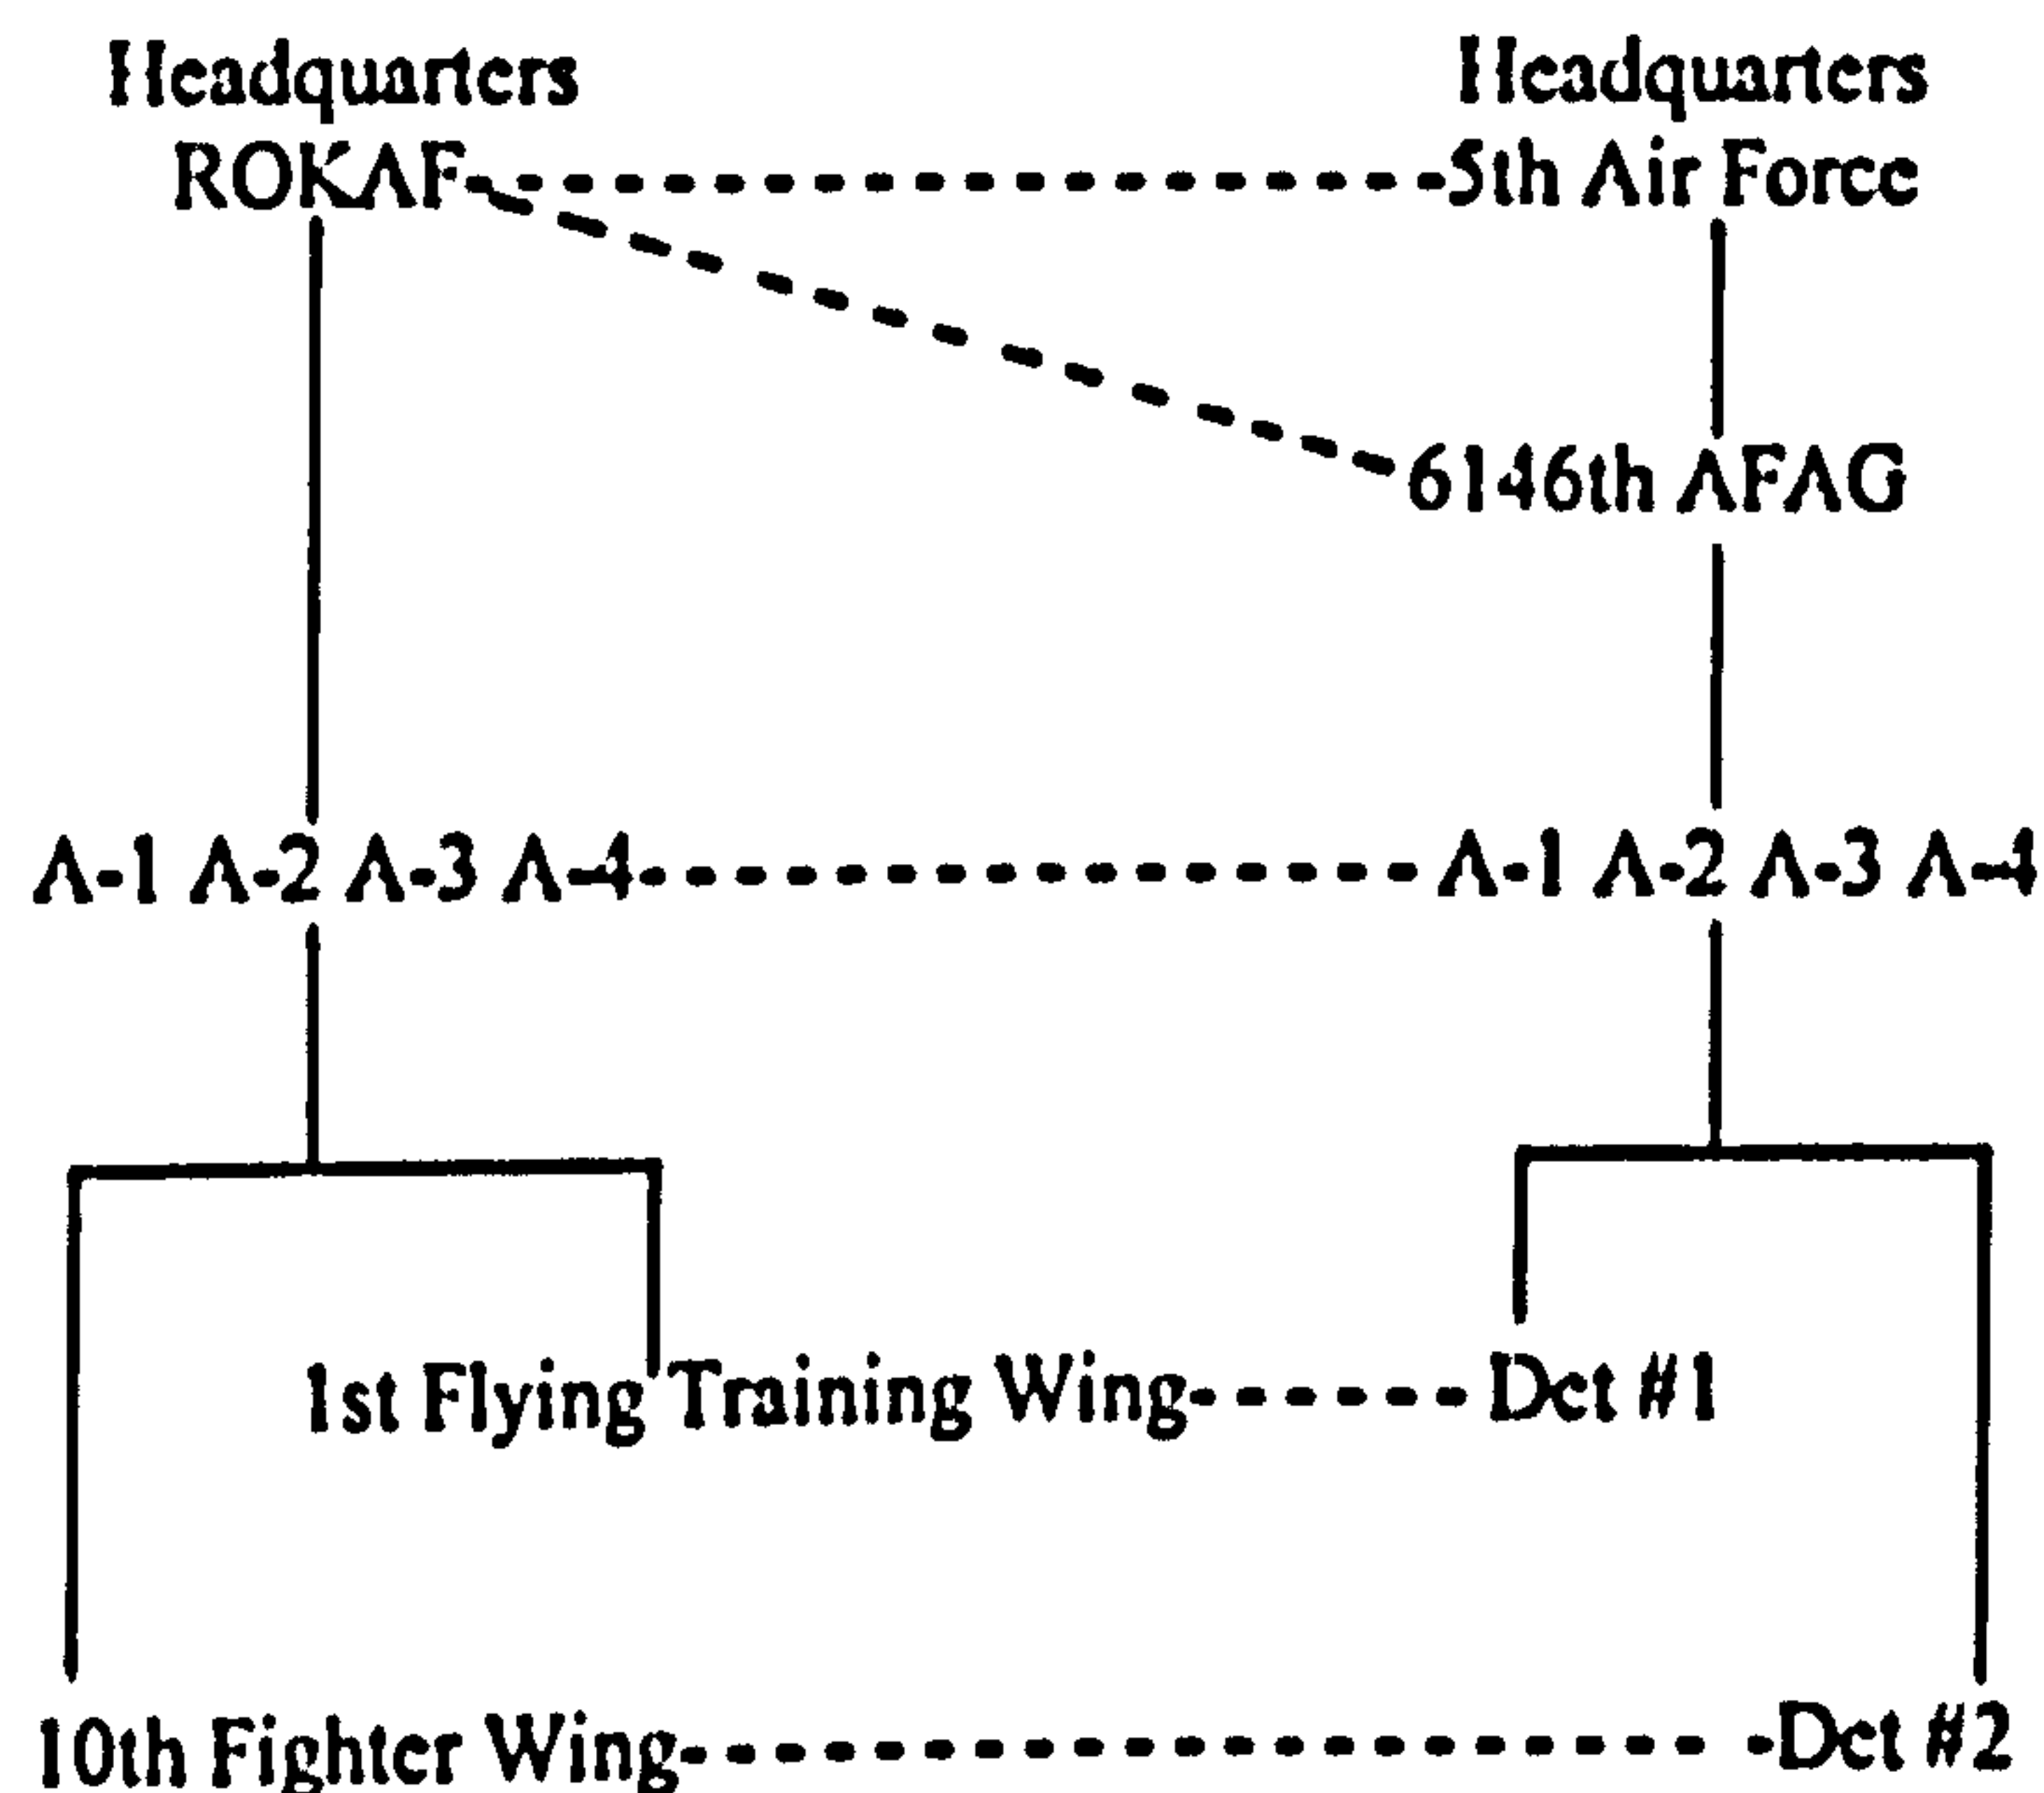 Headquarters
ROKAF
Headquarters
5th Air Force
6146th AFAG
A-1 A-2 A-3 A-4
A-1 A-2 A-3 A-4
1st Flying Training Wing
Det #1
10th Fighter Wing
Det #2